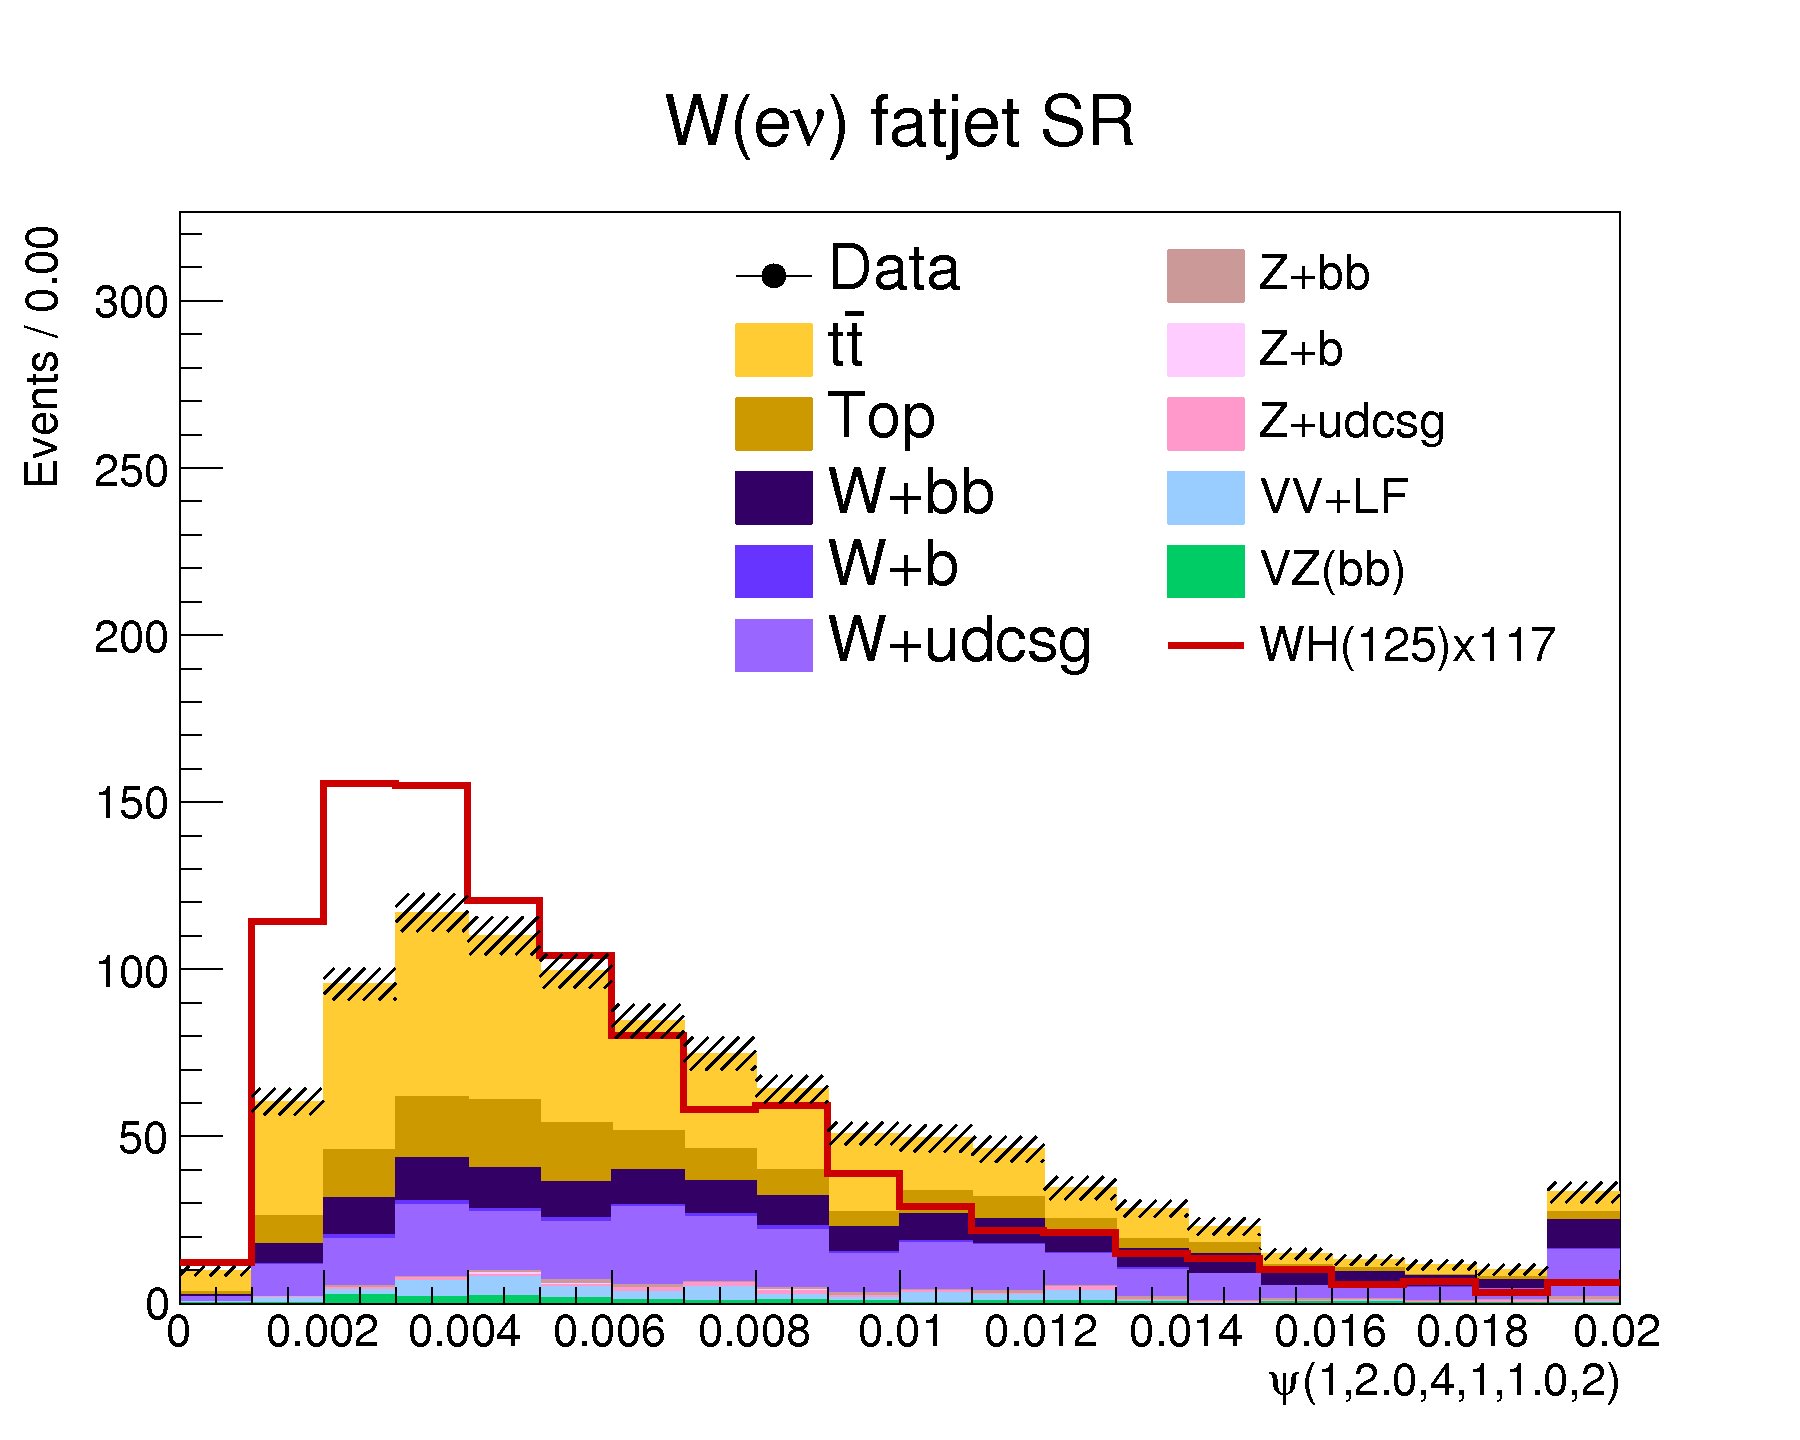 W(eν) fatjet SR
Events / 0.00
300
250
200
150
100
50
0
Data
tt̄
Top
W+bb
W+b
W+udcsg
Z+bb
Z+b
Z+udcsg
VV+LF
VZ(bb)
WH(125)x117
0 0.002 0.004 0.006 0.008 0.01 0.012 0.014 0.016 0.018 0.02
ψ(1,2.0,4,1,1.0,2)